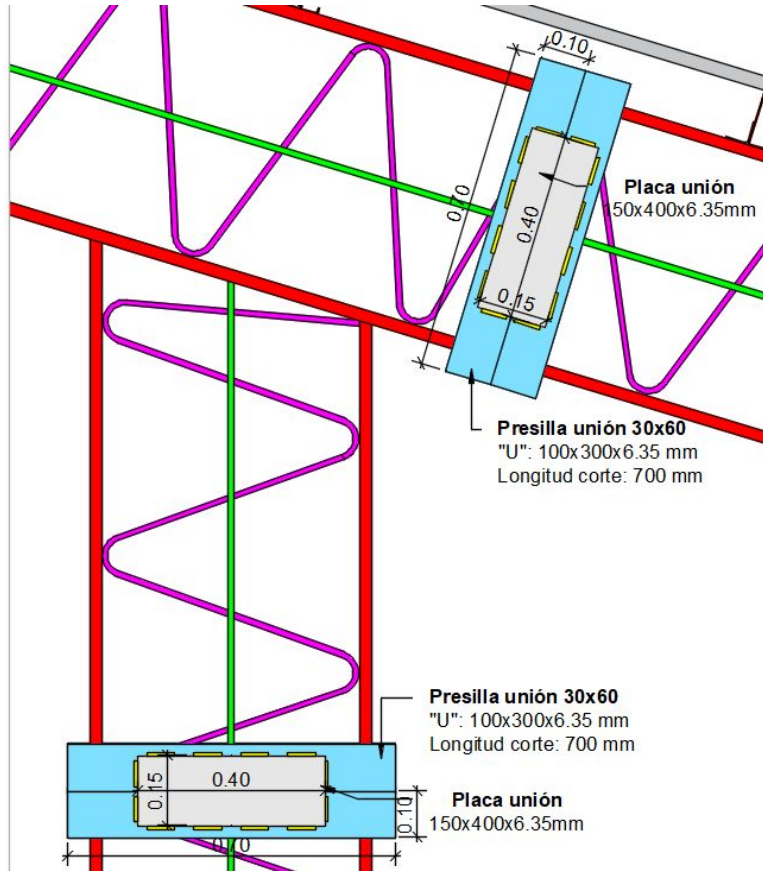 0.10
0.70
0.40
0.15
Placa unión
150x400x6.35mm
Presilla unión 30x60
"U": 100x300x6.35 mm
Longitud corte: 700 mm
Presilla unión 30x60
"U": 100x300x6.35 mm
Longitud corte: 700 mm
0.15
0.40
0.10
Placa unión
150x400x6.35mm
0.70